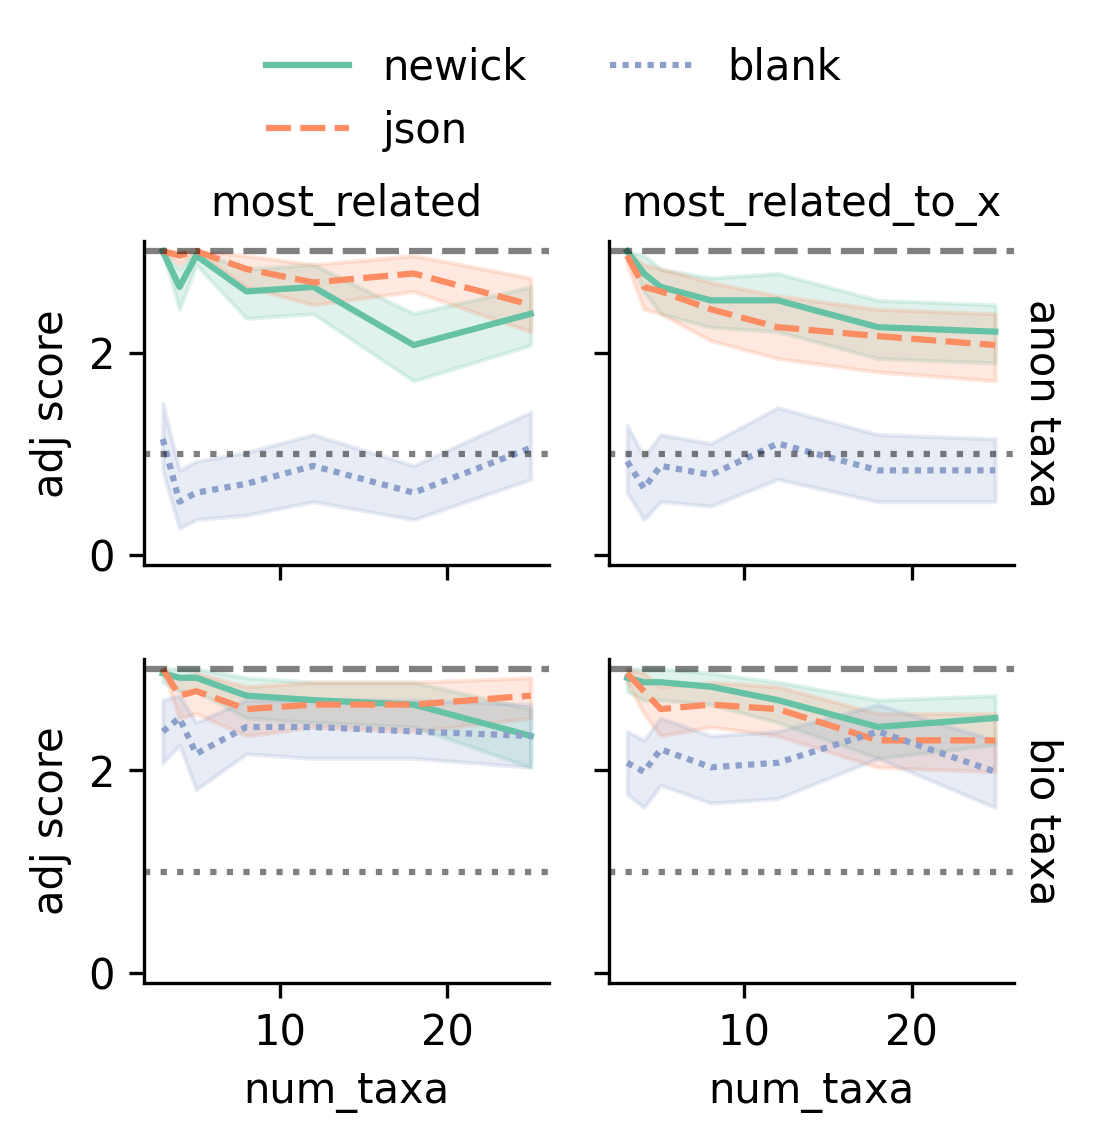 newick
blank
json
most_related
most_related_to_x
adj score
2
0
anon taxa
adj score
2
0
bio taxa
10
20
10
20
num_taxa
num_taxa